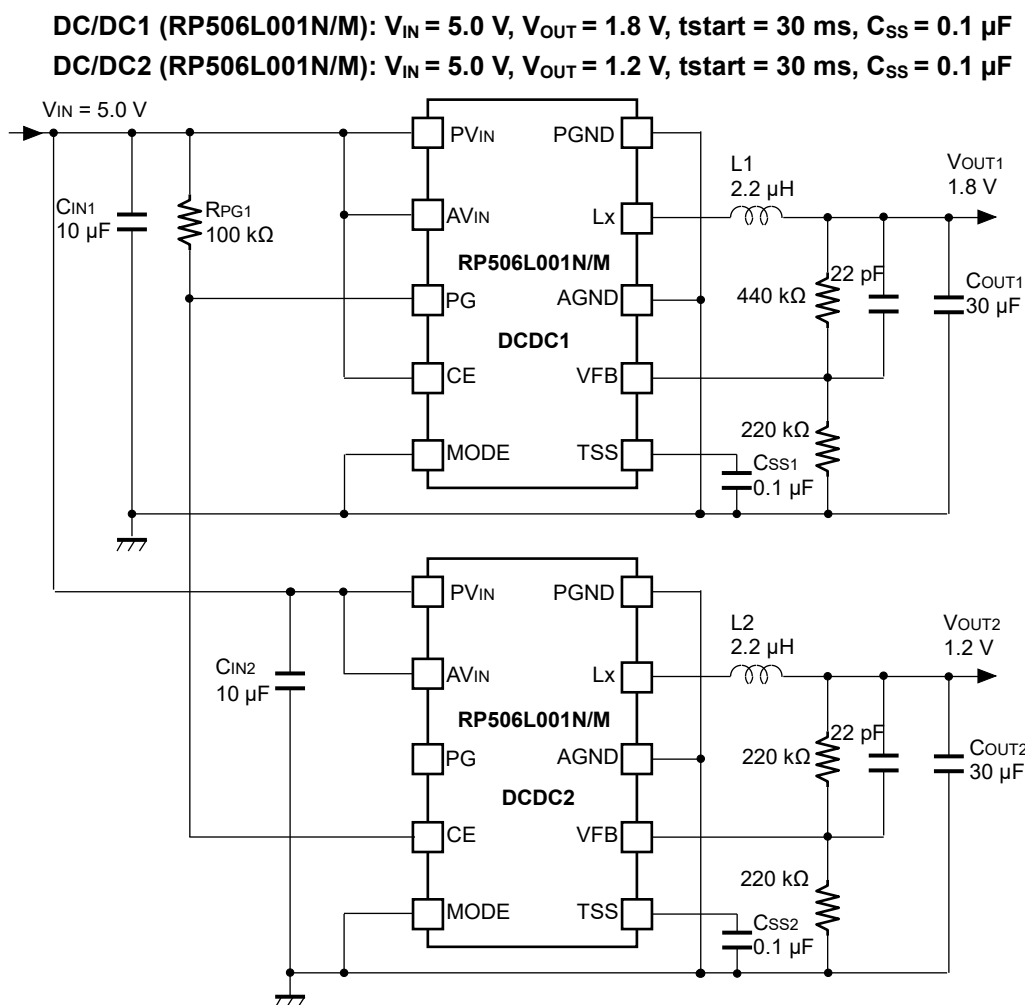 DC/DC1 (RP506L001N/M): VIN = 5.0 V, VOUT = 1.8 V, tstart = 30 ms, CSS = 0.1 µF
DC/DC2 (RP506L001N/M): VIN = 5.0 V, VOUT = 1.2 V, tstart = 30 ms, CSS = 0.1 µF
VIN = 5.0 V
CIN1
10 µF
RPG1
100 kΩ
PVIN
PGND
AVIN
Lx
RP506L001N/M
PG
AGND
DCDC1
CE
VFB
MODE
TSS
L1
2.2 µH
VOUT1
1.8 V
440 kΩ
22 pF
COUT1
30 µF
220 kΩ
CSS1
0.1 µF
CIN2
10 µF
PVIN
PGND
AVIN
Lx
RP506L001N/M
PG
AGND
DCDC2
CE
VFB
MODE
TSS
L2
2.2 µH
VOUT2
1.2 V
220 kΩ
22 pF
COUT2
30 µF
220 kΩ
CSS2
0.1 µF